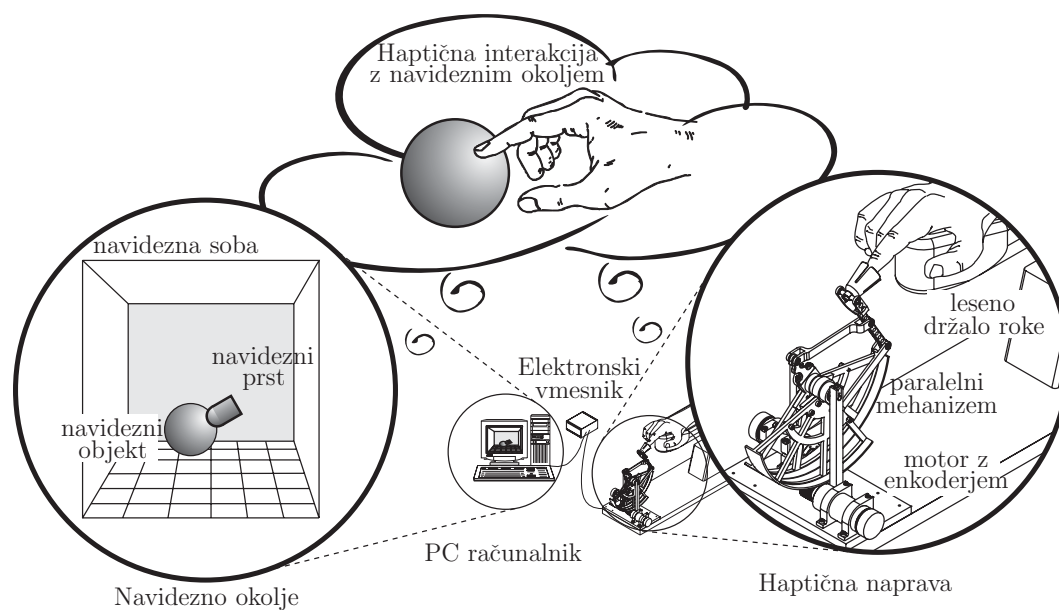 Haptična interakcija
z navideznim okoljem
navidezna soba
navidezni
prst
navidezni
objekt
Elektronski
vmesnik
leseno
držalo roke
paralelni
mehanizem
motor z
enkoderjem
PC računalnik
Navidezno okolje
Haptična naprava